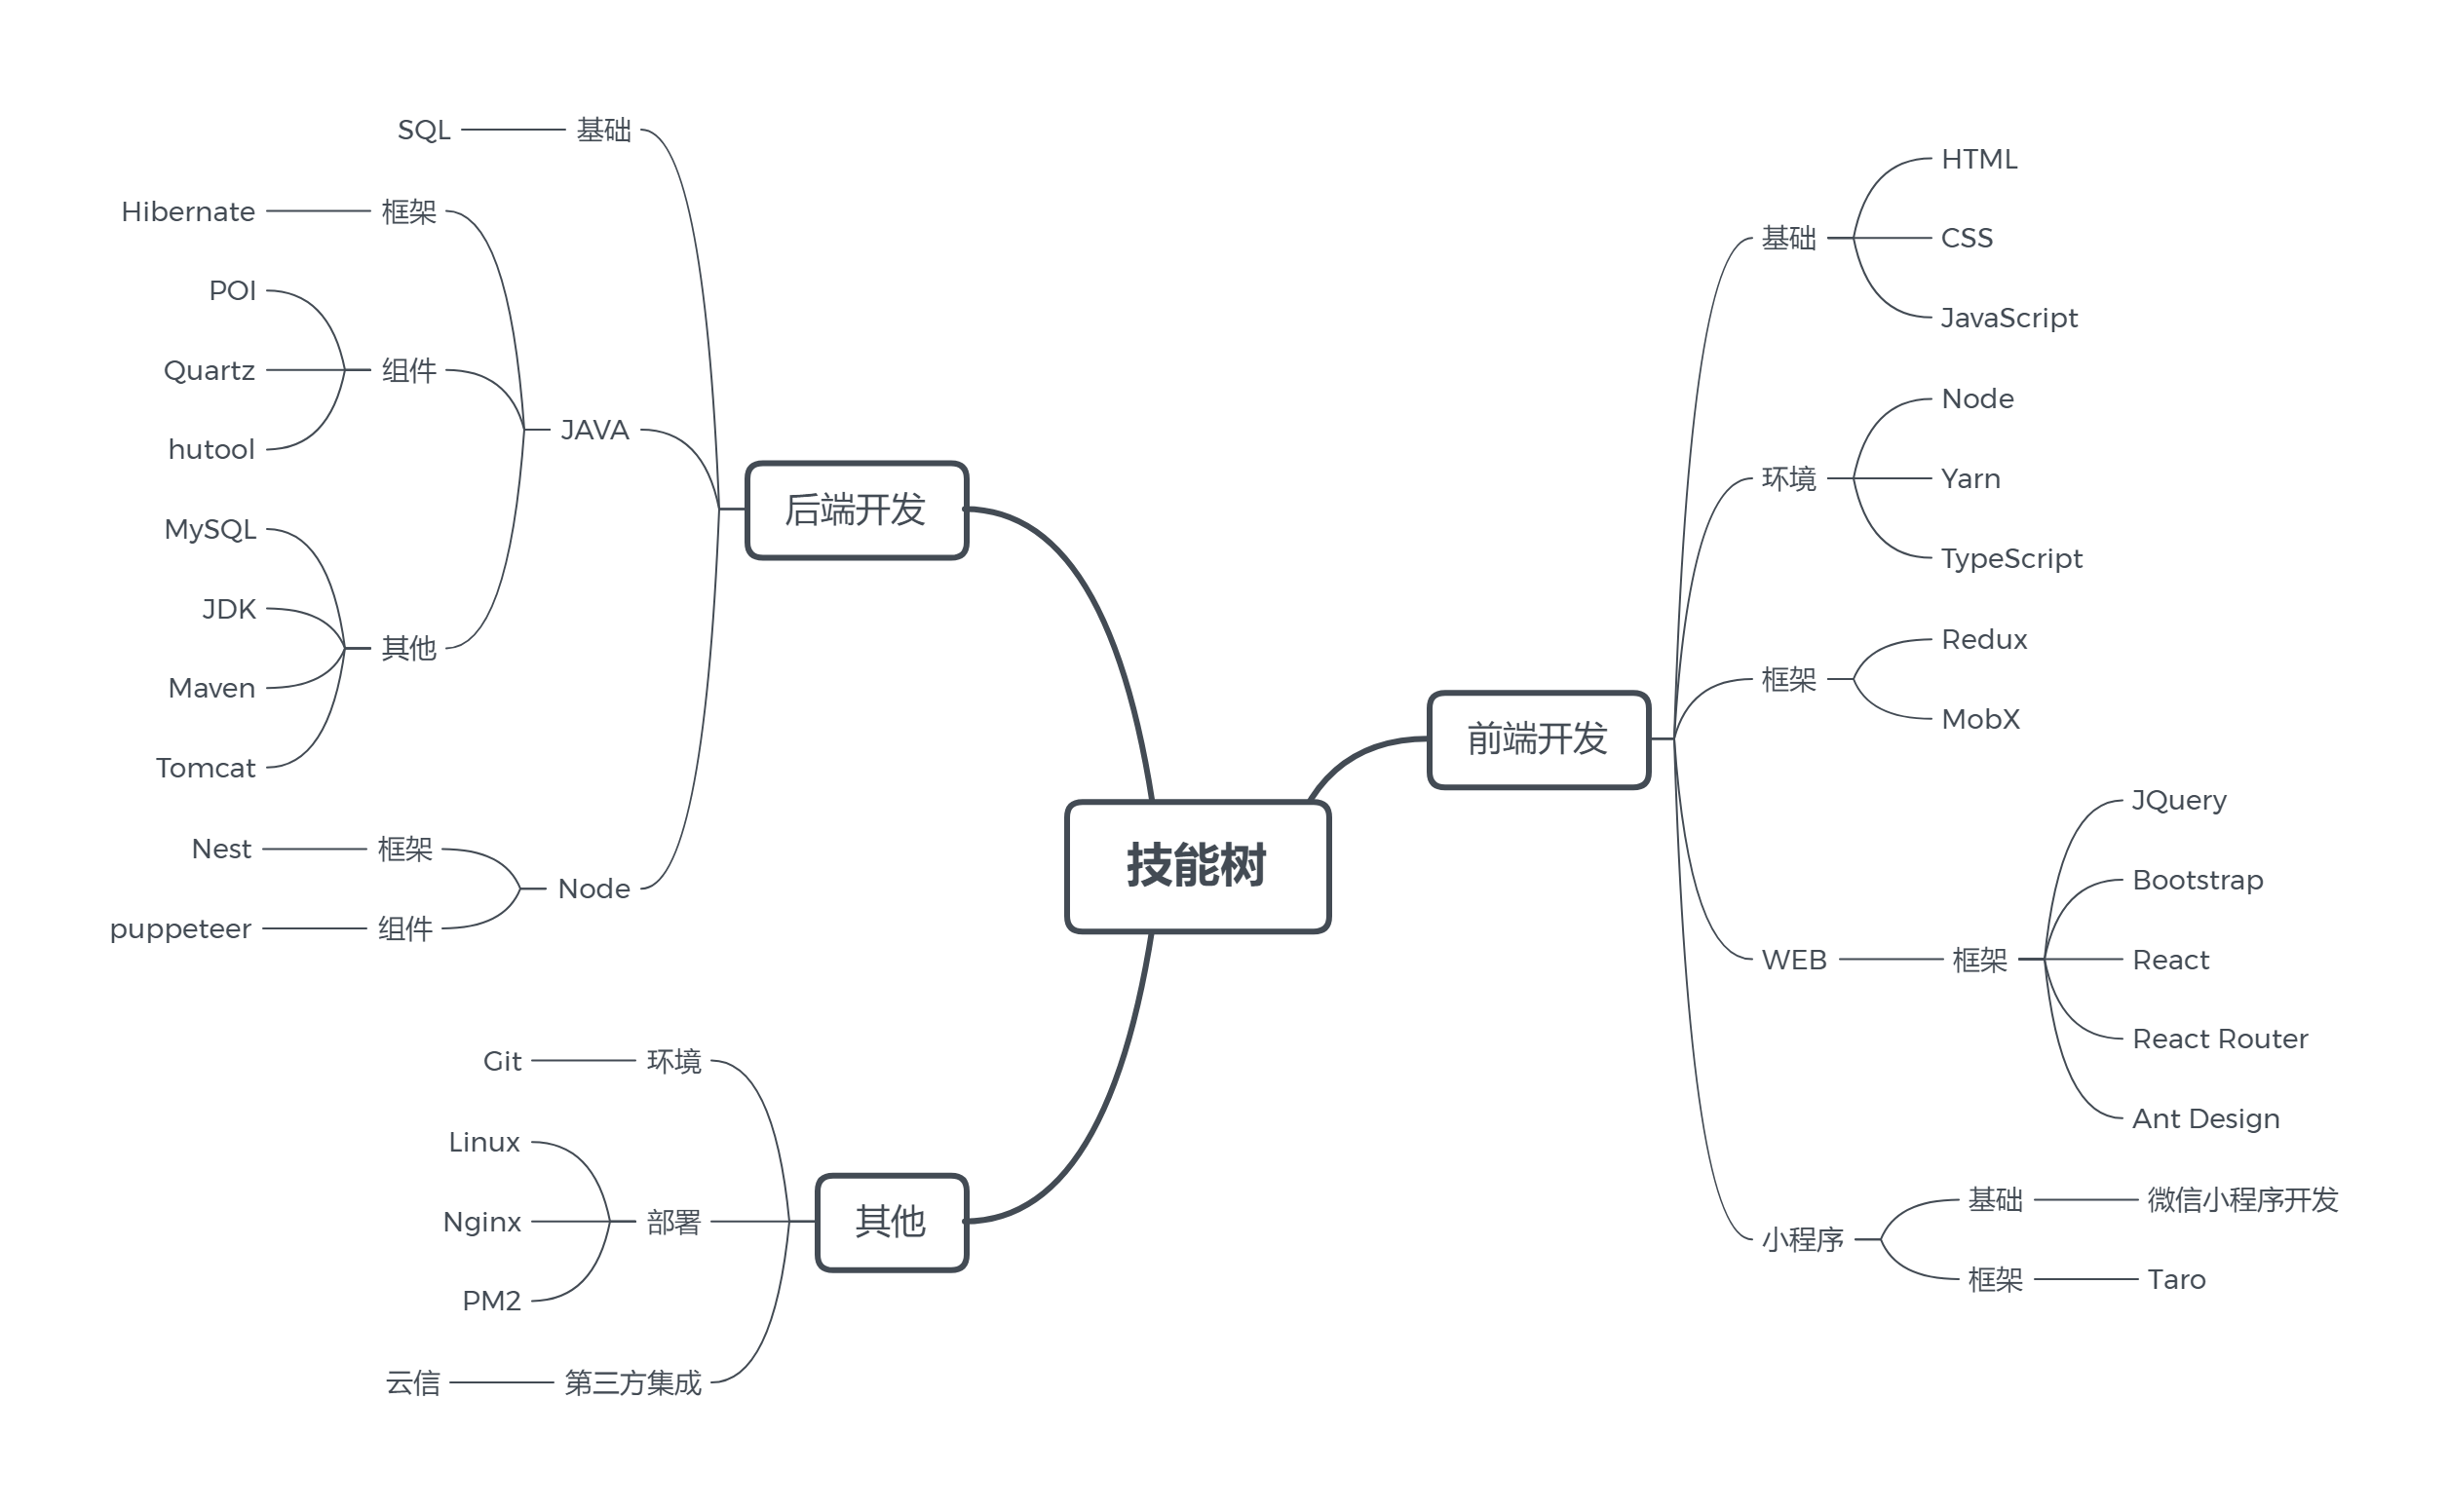 技能树
前端开发
基础
HTML
CSS
JavaScript
环境
Node
Yarn
TypeScript
框架
Redux
MobX
WEB
框架
JQuery
Bootstrap
React
React Router
Ant Design
小程序
基础
微信小程序开发
框架
Taro
后端开发
基础
SQL
JAVA
框架
Hibernate
组件
POI
Quartz
hutool
其他
MySQL
JDK
Maven
Tomcat
Node
框架
Nest
组件
puppeteer
其他
环境
Git
部署
Linux
Nginx
PM2
第三方集成
云信